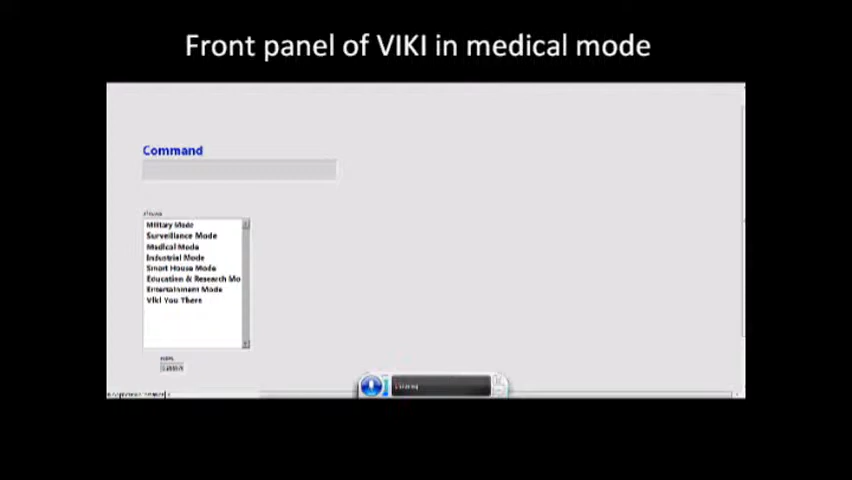 Front panel of VIKI in medical mode
Command
Military Mode
Surveillance Mode
Medical Mode
Industrial Mode
Smart House Mode
Education & Research Mo
Entertainment Mode
Viki You There